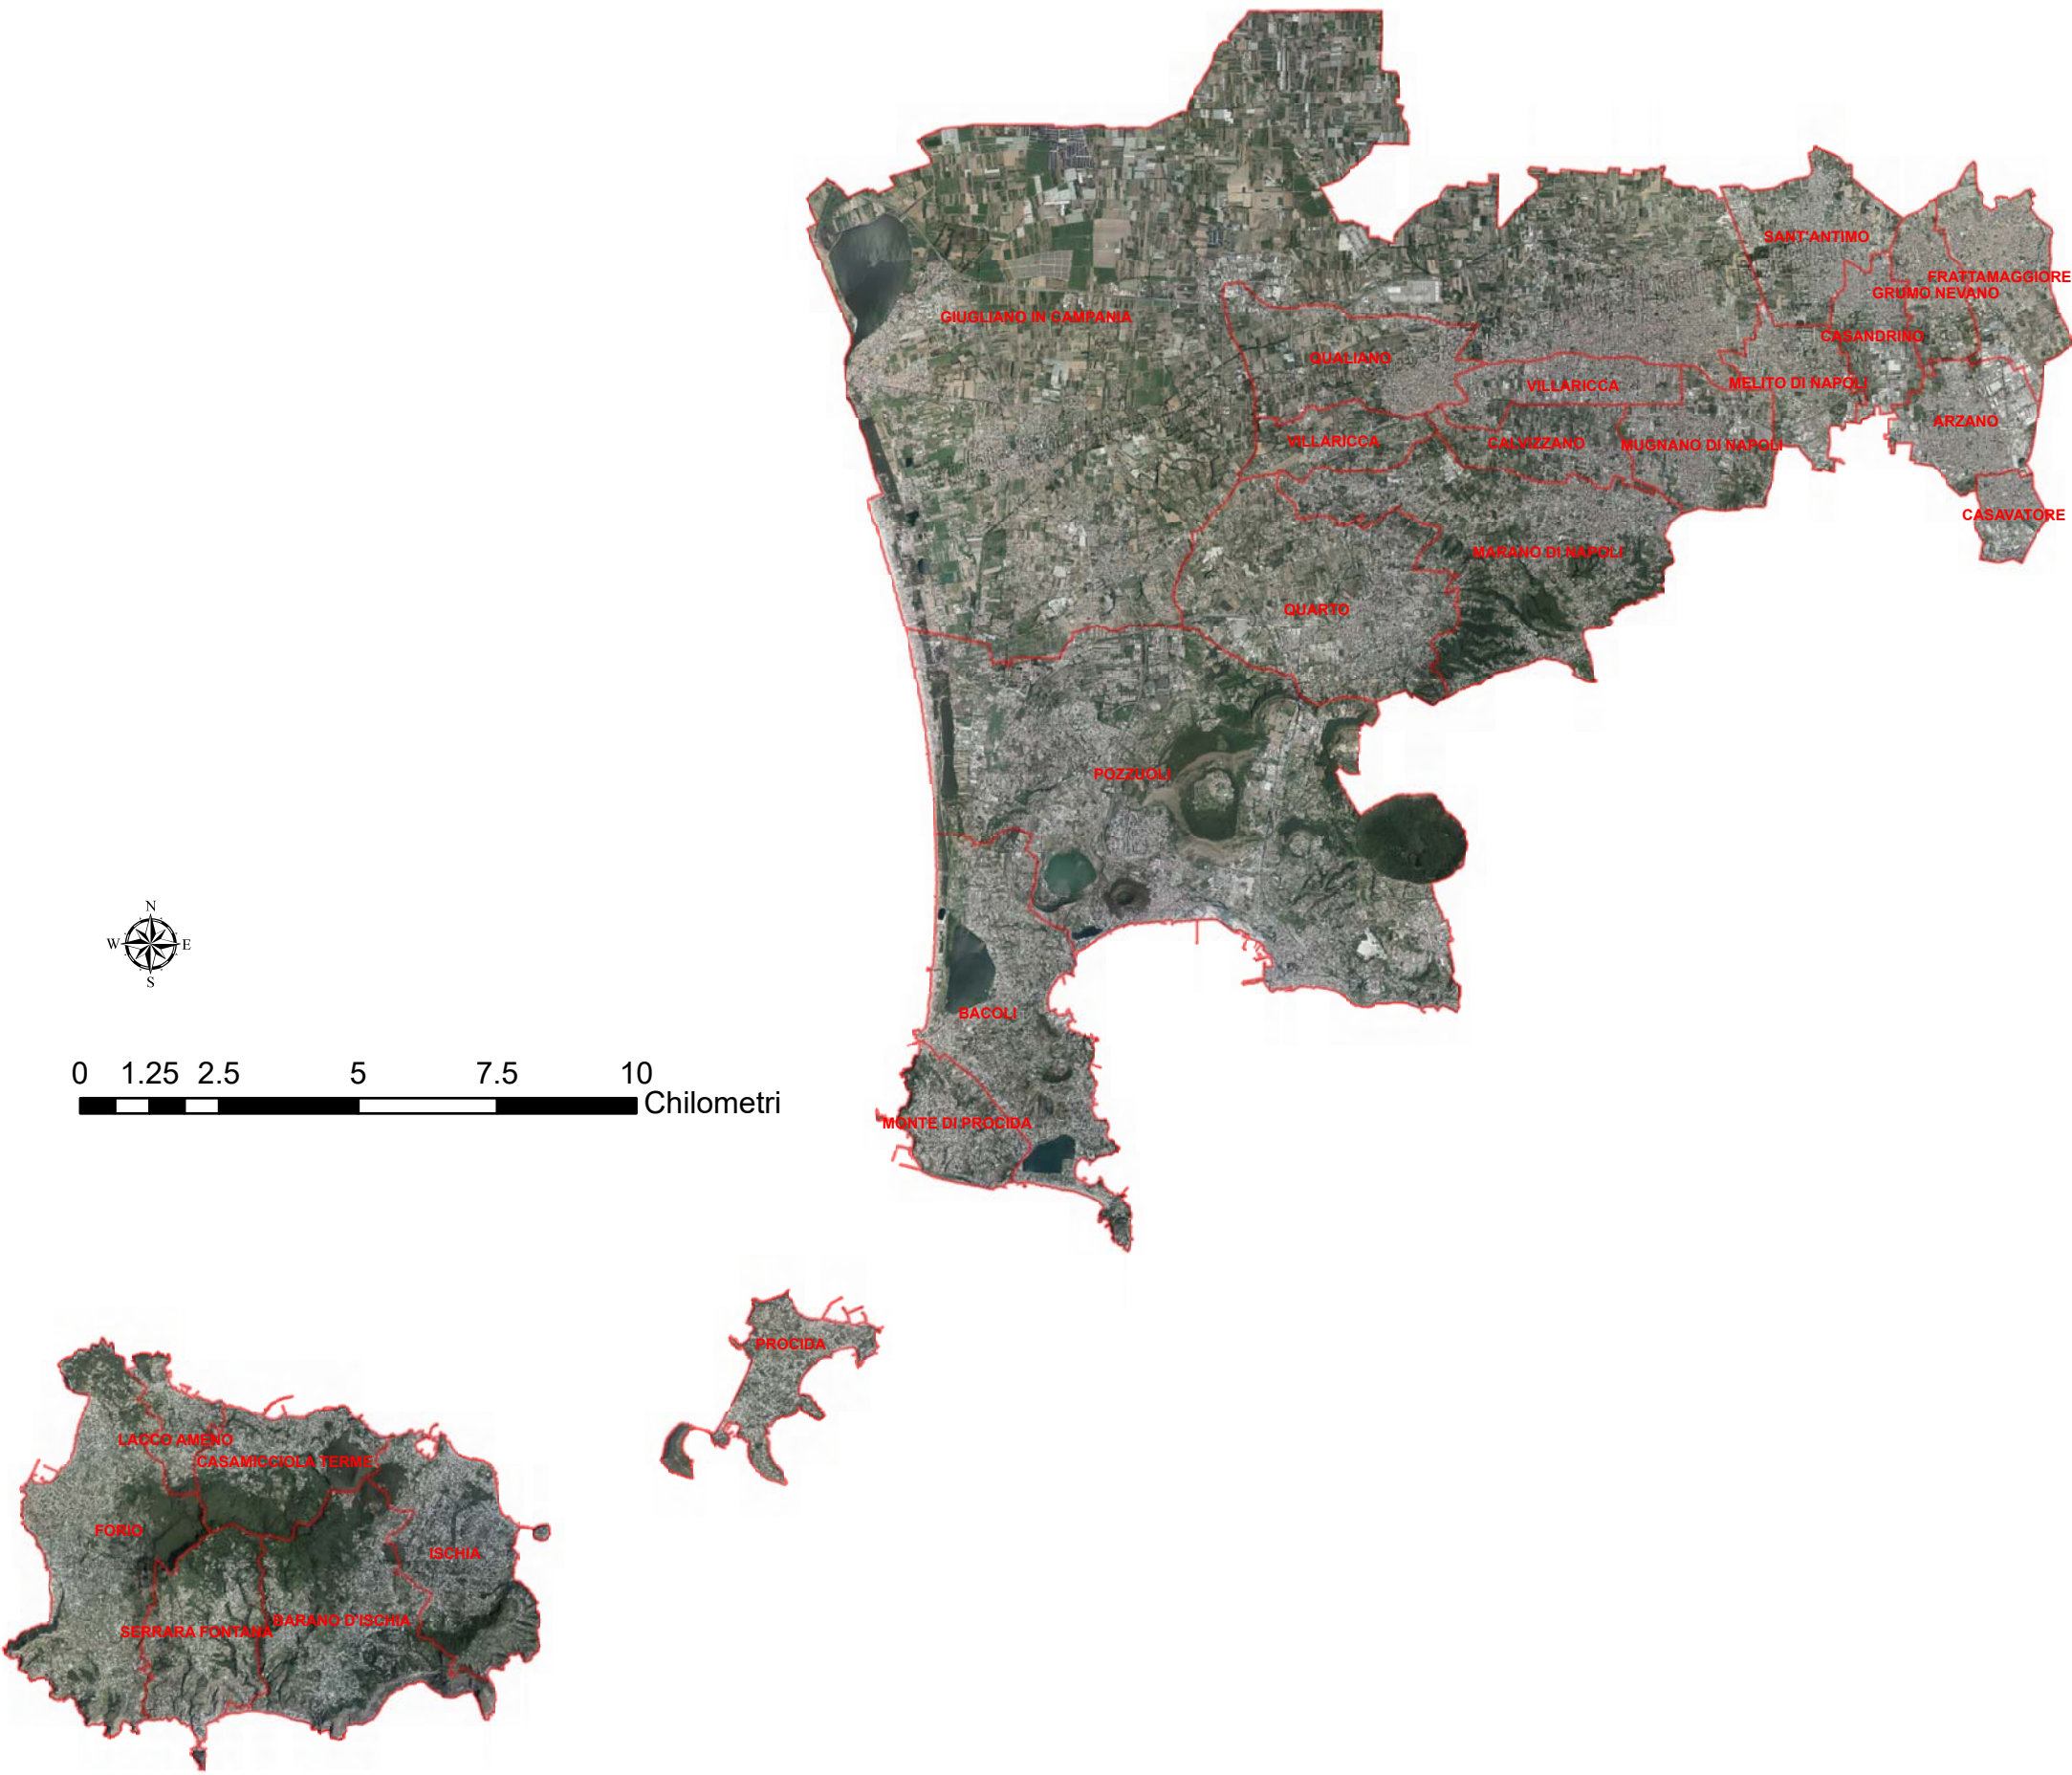 SANT'ANTIMO
FRATTAMAGGIORE
GRUMO NEVANO
GIUGLIANO IN CAMPANIA
CASANDRINO
QUALIANO
VILLARICCA
MELITO DI NAPOLI
ARZANO
VILLARICCA
CALVIZZANO
MUGNANO DI NAPOLI
CASAVATORE
MARANO DI NAPOLI
QUARTO
POZZUOLI
N
W E
S
BACOLI
0 1.25 2.5 5 7.5 10
Chilometri
MONTE DI PROCIDA
PROCIDA
LACCO AMENO
CASAMICCIOLA TERME
FORIO
ISCHIA
BARANO D'ISCHIA
SERRARA FONTANA